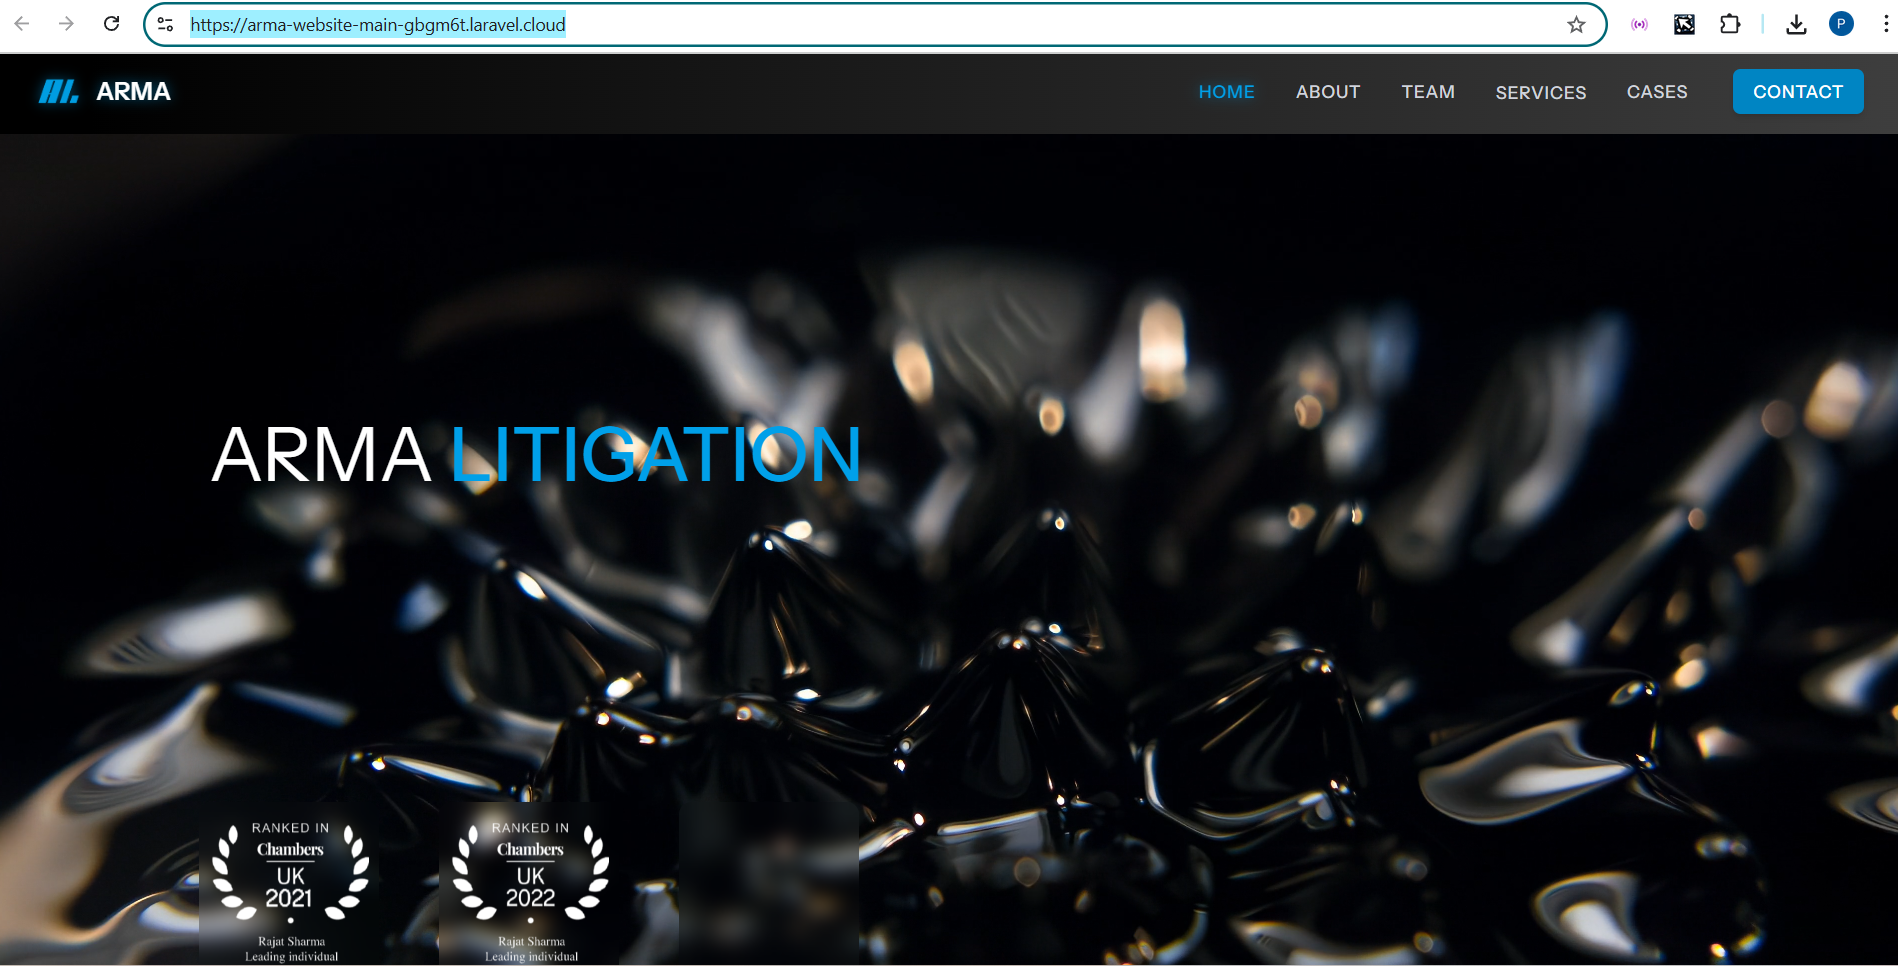 https://arma-website-main-gbgm6t.laravel.cloud
P
ARMA
HOME
ABOUT
TEAM
SERVICES
CASES
CONTACT
ARMA LITIGATION
RANKED IN
Chambers
UK
2021
Rajat Sharma
Leading individual
RANKED IN
Chambers
UK
2022
Rajat Sharma
Leading individual